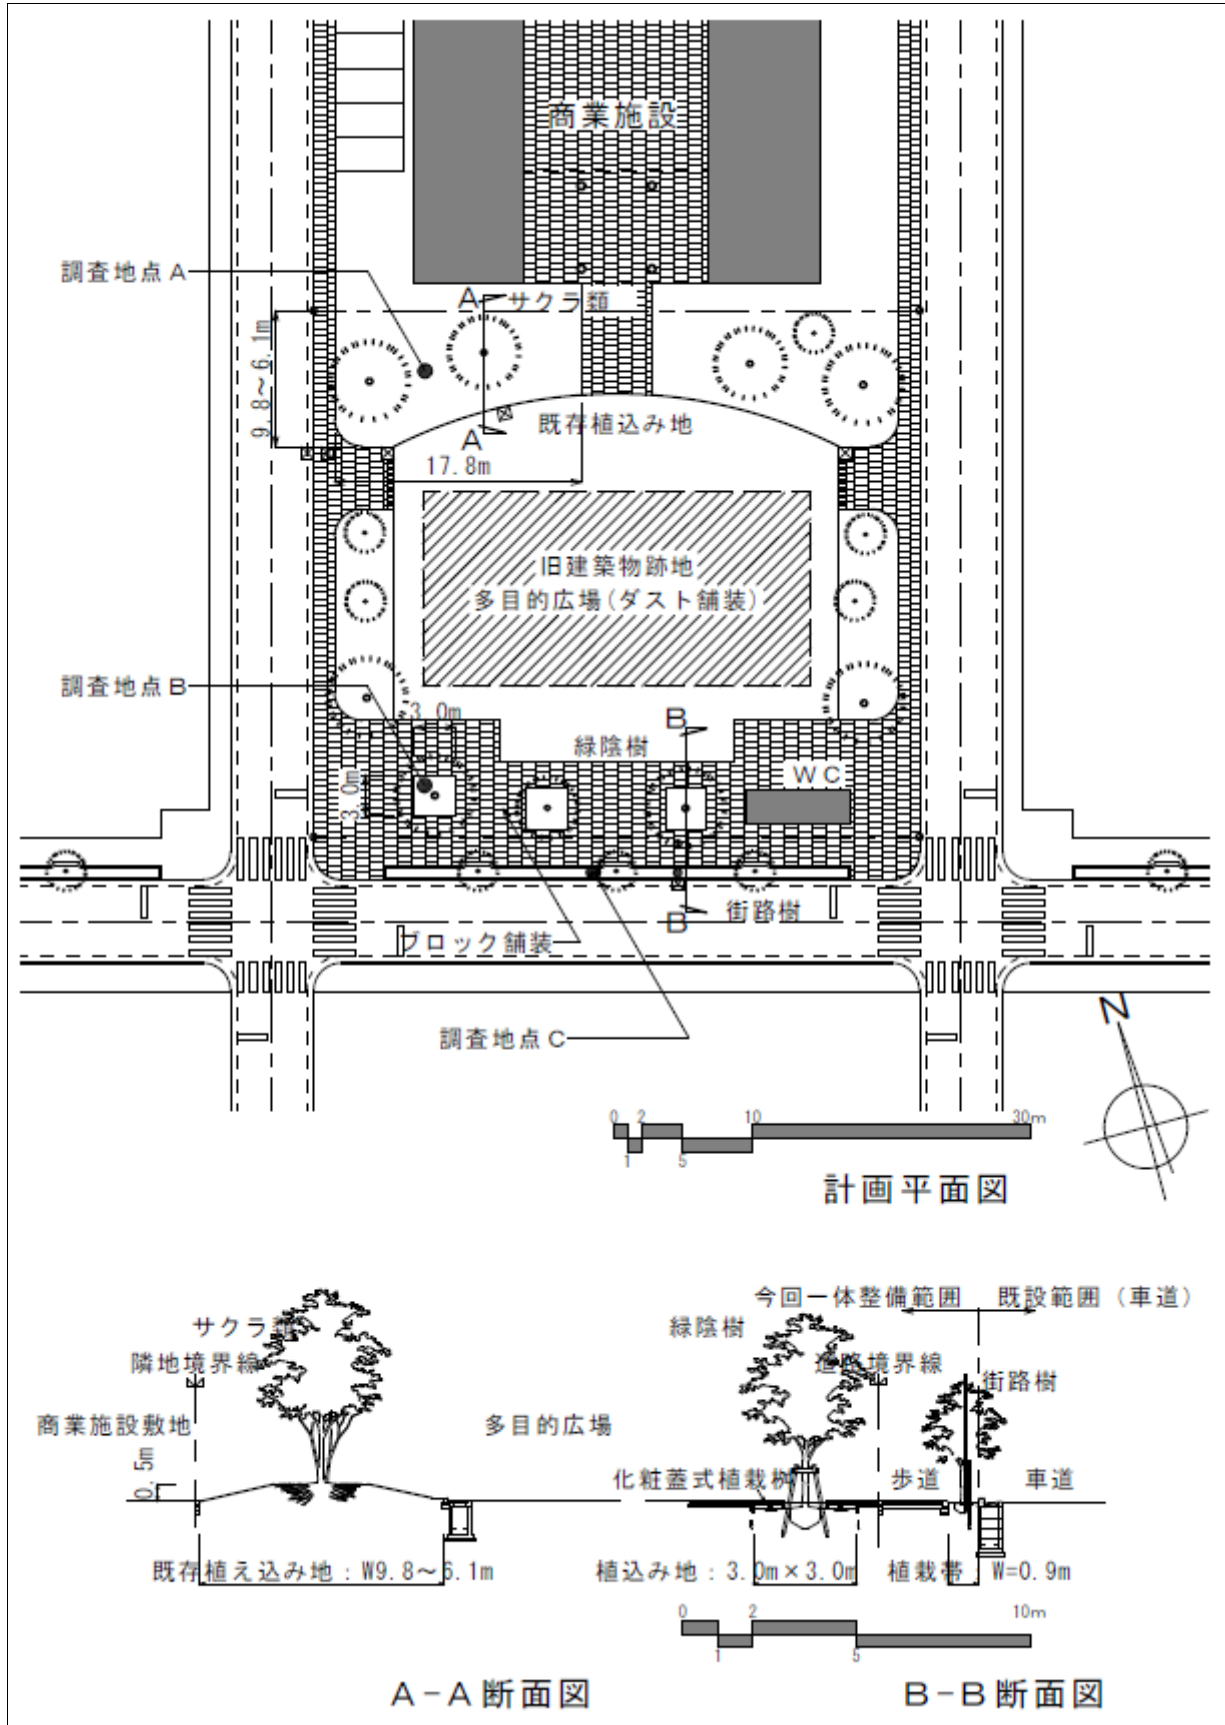 商業施設
調査地点A
A
サクラ類
9.8～6.1m
A
既存植込み地
17.8m
旧建築物跡地
多目的広場(ダスト舗装)
調査地点B
3.0m
B
緑陰樹
WC
3.0m
B
街路樹
ブロック舗装
調査地点C
N
0 2 10 30m
1 5
計画平面図
今回一体整備範囲 既設範囲（車道）
サクラ類
緑陰樹
隣地境界線
道路境界線
街路樹
商業施設敷地
多目的広場
0.5m
化粧蓋式植栽桝
歩道
車道
既存植え込み地：W9.8～6.1m
植込み地：3.0m×3.0m
植栽帯：W=0.9m
0 2 10m
1 5
A-A断面図
B-B断面図